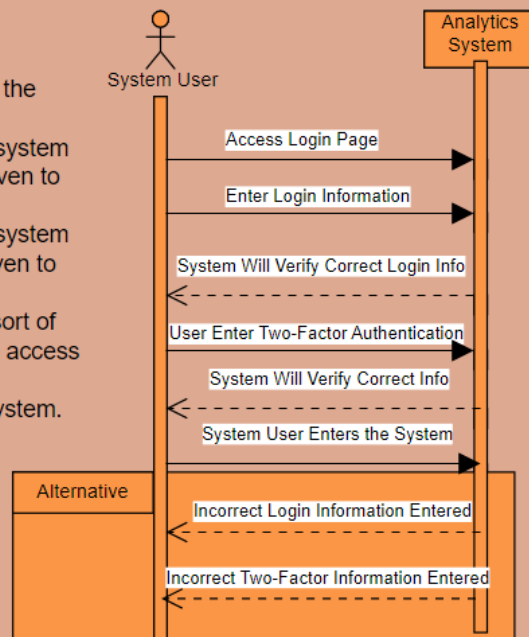 the
system
ven to
system
ven to
sort of
access
ystem.
System User
Analytics
System
Access Login Page
Enter Login Information
System Will Verify Correct Login Info
User Enter Two-Factor Authentication
System Will Verify Correct Info
System User Enters the System
Alternative
Incorrect Login Information Entered
Incorrect Two-Factor Information Entered